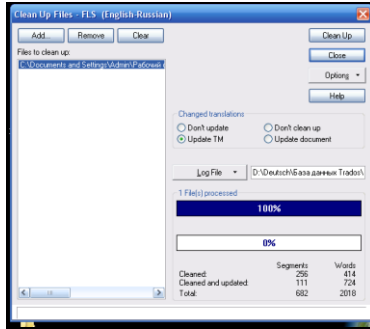 Clean Up Files - FLS (English-Russian)
Add... Remove Clear Clean Up
Files to clean up: Close
C:\Documents and Settings\Admin\Рабочий
Options
Help
Changed translations
Don't update Don't clean up
Update TM Update document
Log File D:\Deutsch\База данных Trados\
1 File(s) processed
100%
0%
Segments Words
Cleaned: 256 414
Cleaned and updated: 111 724
Total: 682 2018